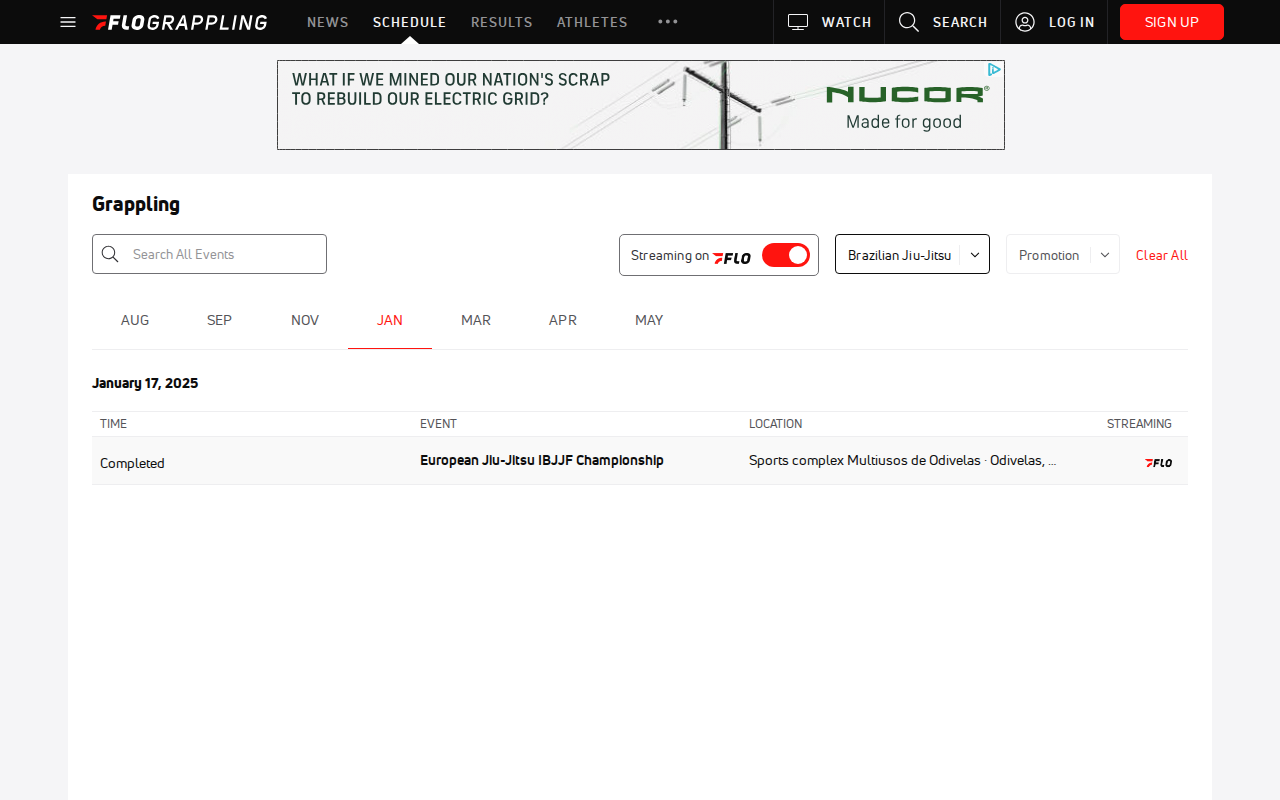 FLOGRAPPLING NEWS SCHEDULE RESULTS ATHLETES WATCH SEARCH LOG IN SIGN UP
WHAT IF WE MINED OUR NATION'S SCRAP
TO REBUILD OUR ELECTRIC GRID?
NUCOR®
Made for good
Grappling
Search All Events Streaming on FLO Brazilian Jiu-Jitsu Promotion Clear All
AUG SEP NOV JAN MAR APR MAY
January 17, 2025
TIME EVENT LOCATION STREAMING
Completed European Jiu-Jitsu IBJJF Championship Sports complex Multiusos de Odivelas · Odivelas, ... FLO